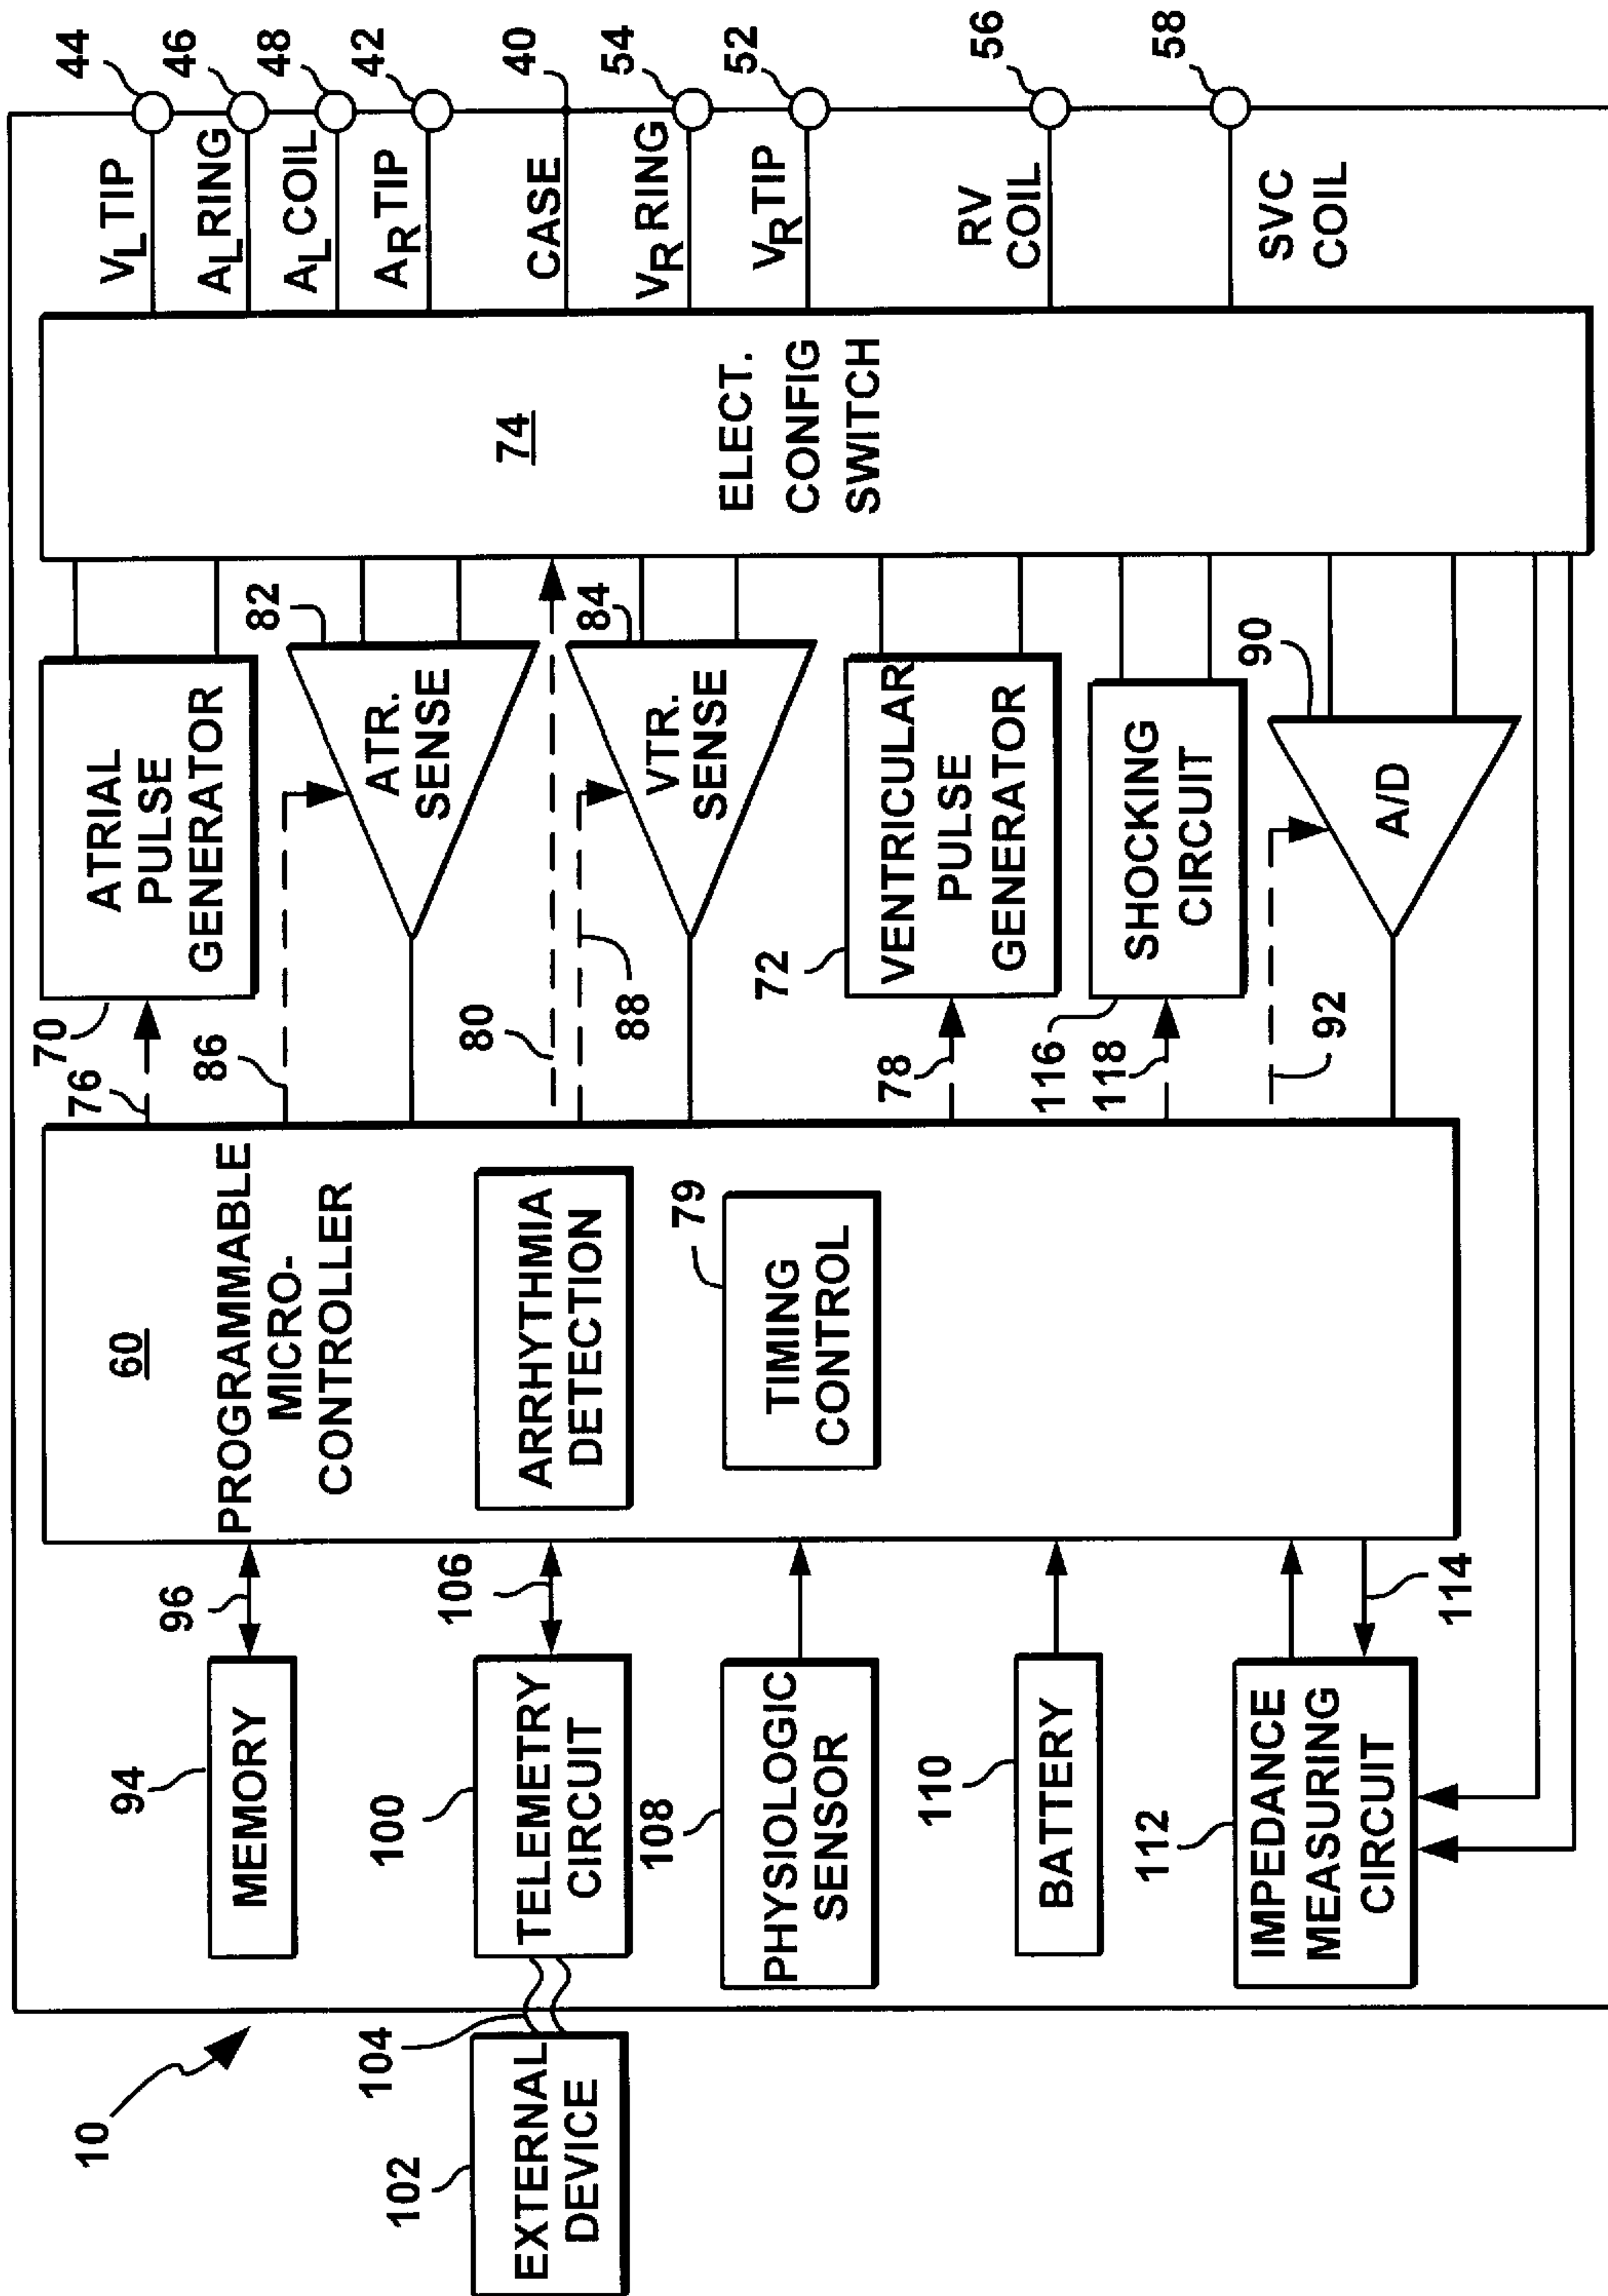 10
102
EXTERNAL
DEVICE
104
94
MEMORY
96
100
TELEMETRY
CIRCUIT
106
108
PHYSIOLOGIC
SENSOR
110
BATTERY
112
IMPEDANCE
MEASURING
CIRCUIT
114
60
PROGRAMMABLE
MICRO-
CONTROLLER
ARRHYTHMIA
DETECTION
79
TIMING
CONTROL
76
70
ATRIAL
PULSE
GENERATOR
86
82
ATR.
SENSE
80
88
84
VTR.
SENSE
78
72
VENTRICULAR
PULSE
GENERATOR
116
118
SHOCKING
CIRCUIT
92
90
A/D
74
ELECT.
CONFIG
SWITCH
VL TIP
44
AL RING
46
AL COIL
48
AR TIP
42
CASE
40
VR RING
54
VR TIP
52
RV
COIL
56
SVC
COIL
58